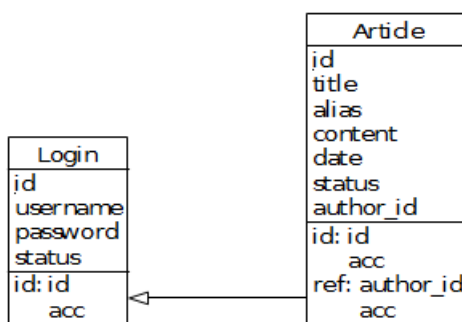 Login
id
username
password
status
id: id
acc
Article
id
title
alias
content
date
status
author_id
id: id
acc
ref: author_id
acc